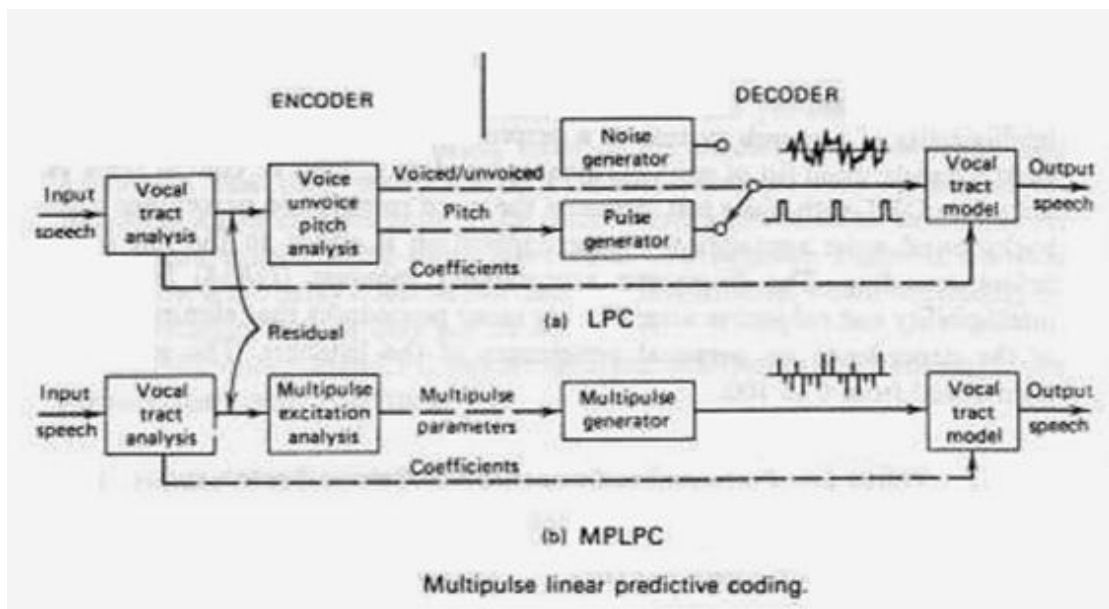 ENCODER
DECODER
Noise
generator
Input
speech
Vocal
tract
analysis
Voice
unvoice
pitch analysis
Voiced/unvoiced
Pitch
Pulse
generator
Vocal
tract
model
Output
speech
Coefficients
(a) LPC
Residual
Input
speech
Vocal
tract
analysis
Multipulse
excitation
analysis
Multipulse
parameters
Multipulse
generator
Vocal
tract
model
Output
speech
Coefficients
(b) MPLPC
Multipulse linear predictive coding.